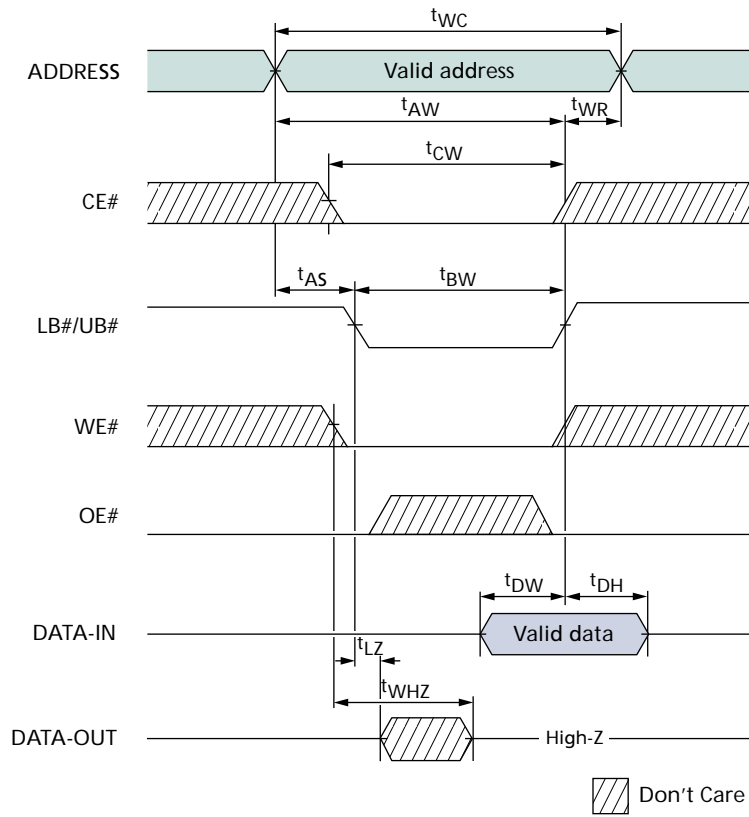 tWC
ADDRESS
Valid address
tAW
tWR
tCW
CE#
tAS
tBW
LB#/UB#
WE#
OE#
tDW
tDH
DATA-IN
Valid data
tLZ
tWHZ
DATA-OUT
High-Z
Don't Care